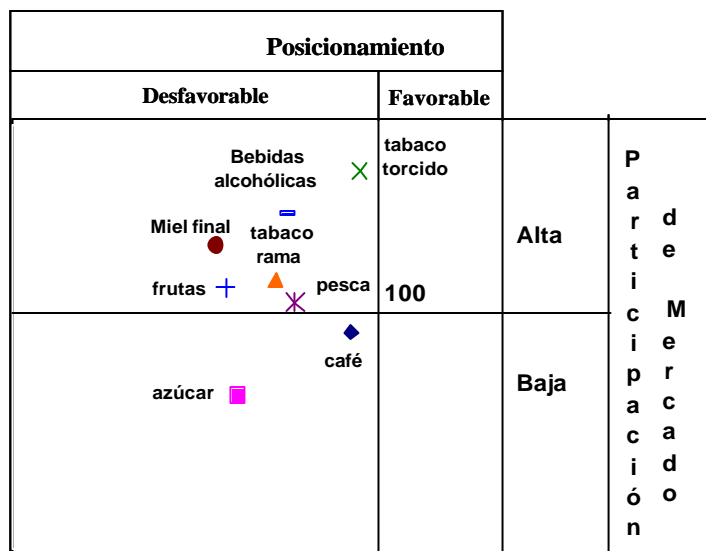 Posicionamiento
Desfavorable
Favorable
tabaco
torcido
Bebidas
alcohólicas
Miel final
tabaco
rama
frutas
pesca
100
café
azúcar
Alta
Baja
Participación
de Mercado